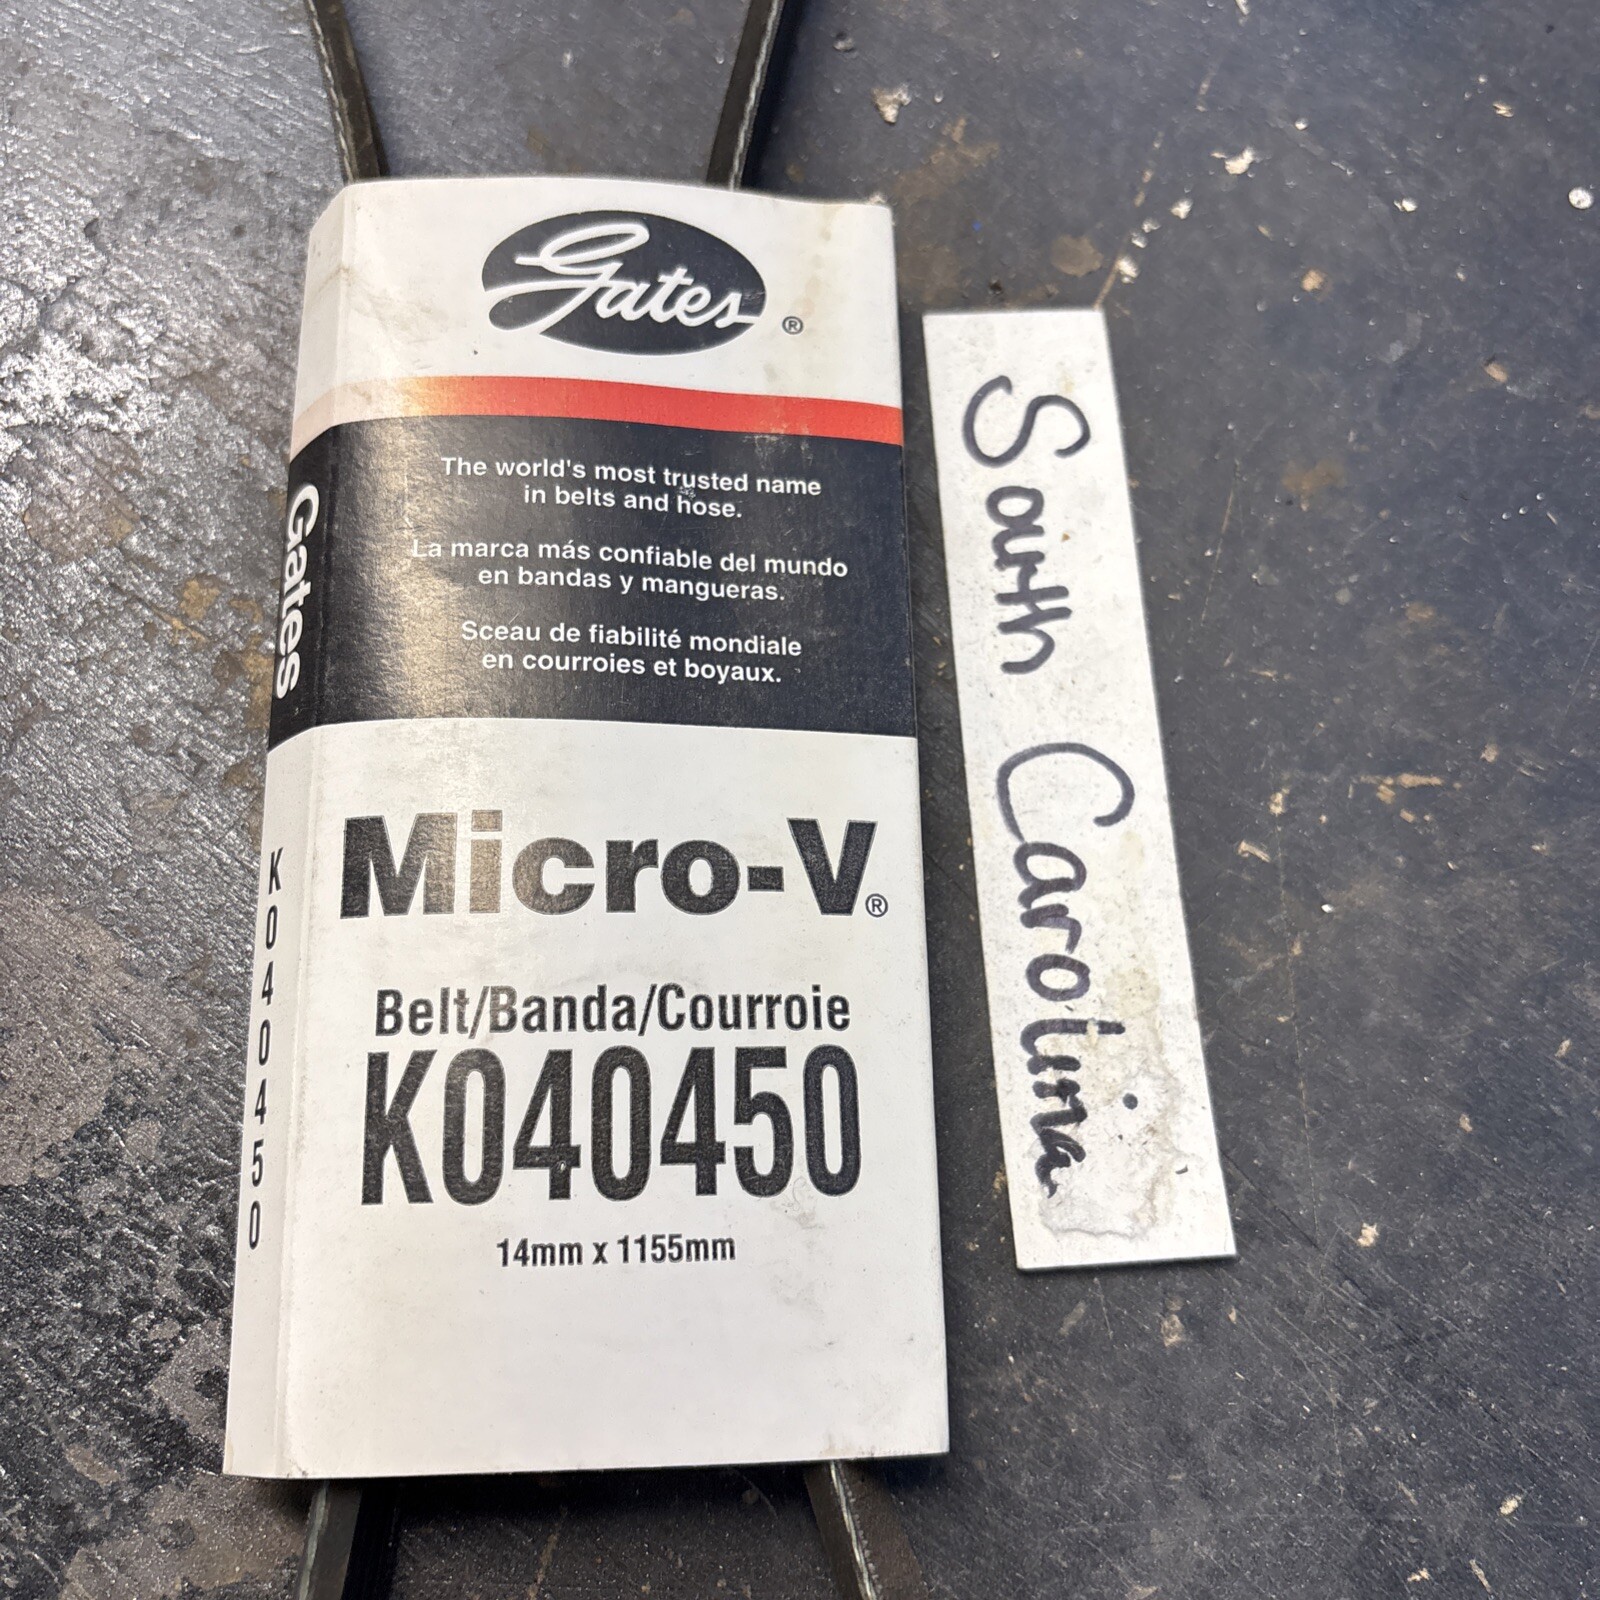 Gates®
The world's most trusted name
in belts and hose.
La marca más confiable del mundo
en bandas y mangueras.
Sceau de fiabilité mondiale
en courroies et boyaux.
Micro-V®
Belt/Banda/Courroie
K040450
14mm x 1155mm
Gates
K040450
South Carolina